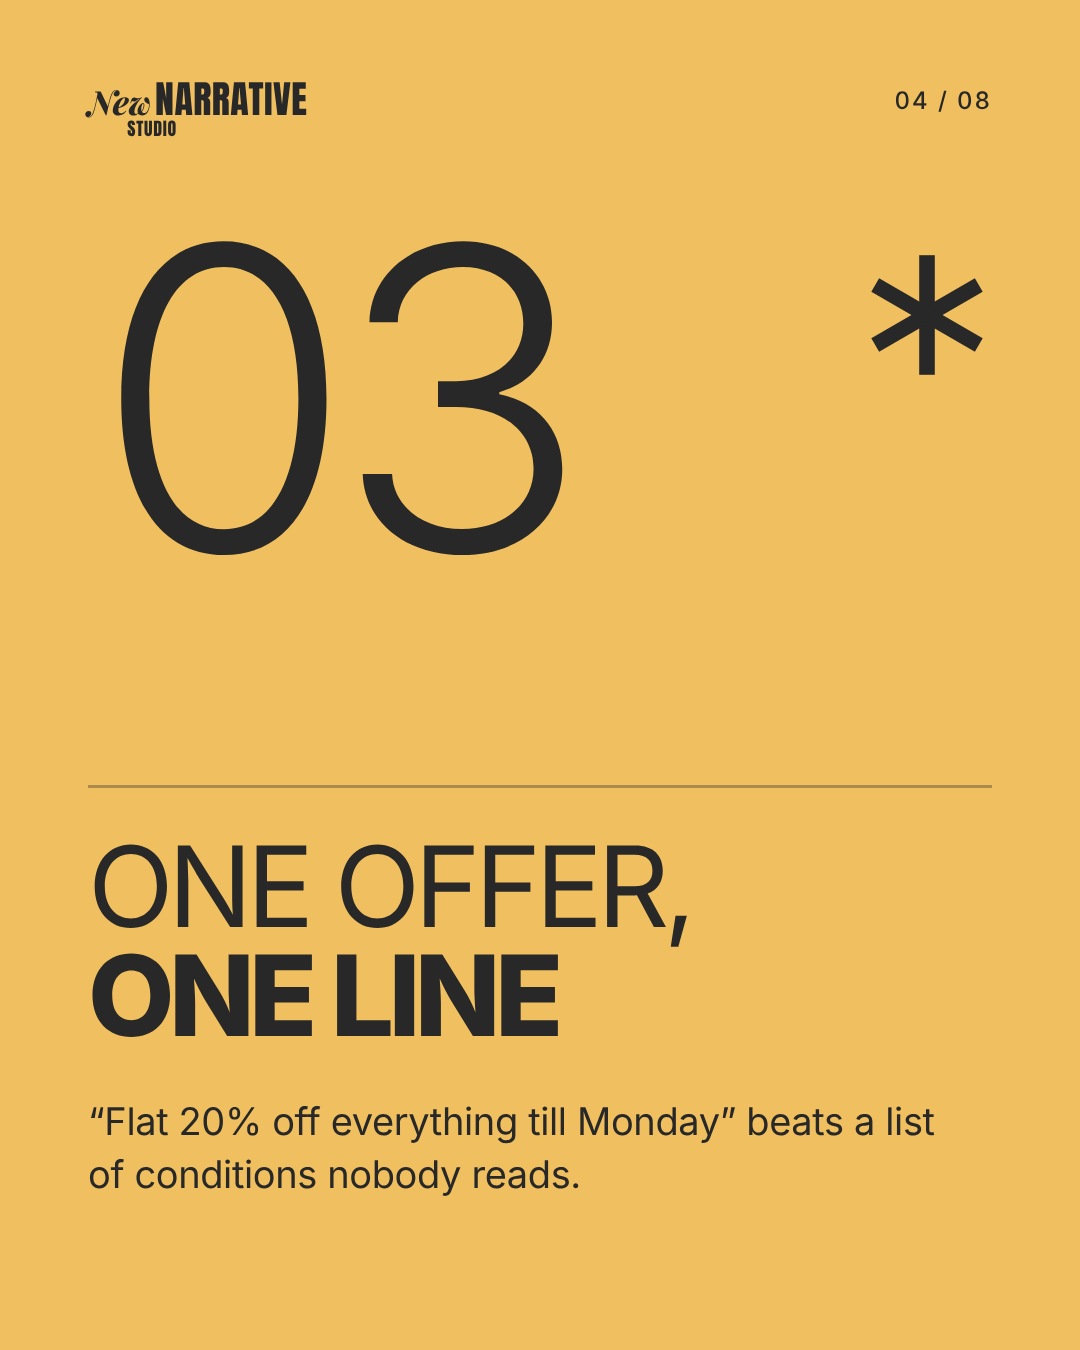 New NARRATIVE
STUDIO
04 / 08
03
*
ONE OFFER,
ONE LINE
“Flat 20% off everything till Monday” beats a list
of conditions nobody reads.